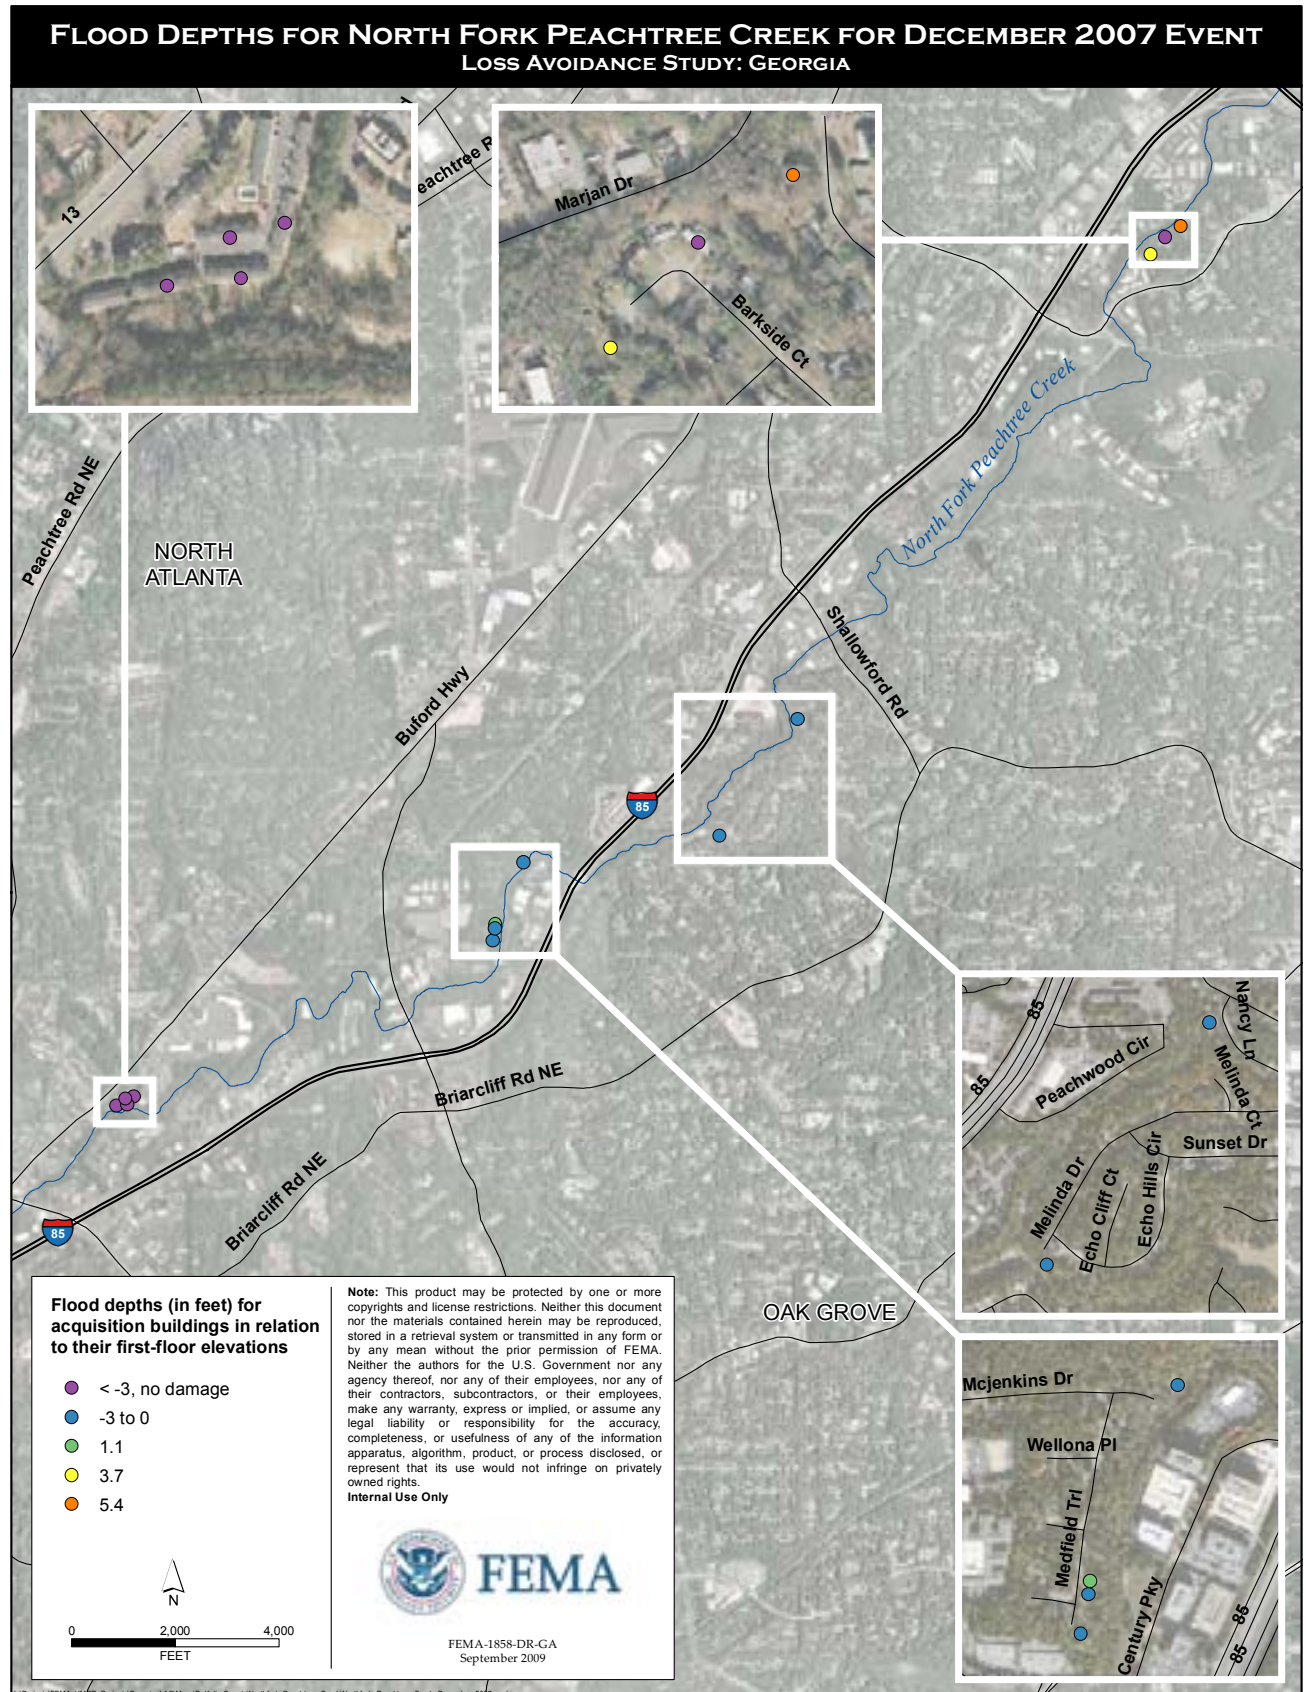 FLOOD DEPTHS FOR NORTH FORK PEACHTREE CREEK FOR DECEMBER 2007 EVENT
LOSS AVOIDANCE STUDY: GEORGIA
13
eachtree R
Marjan Dr
Barkside Ct
North Fork Peachtree Creek
Peachtree Rd NE
NORTH
ATLANTA
Shallowford Rd
Buford Hwy
85
Briarcliff Rd NE
Briarcliff Rd NE
85
OAK GROVE
85
85
Nancy Ln
Peachwood Cir
Melinda Ct
Sunset Dr
Melinda Dr
Echo Cliff Ct
Echo Hills Cir
Mcjenkins Dr
Wellona Pl
Medfield Trl
Century Pky
85
85
Flood depths (in feet) for
acquisition buildings in relation
to their first-floor elevations
< -3, no damage
-3 to 0
1.1
3.7
5.4
N
0 2,000 4,000
FEET
Note: This product may be protected by one or more
copyrights and license restrictions. Neither this document
nor the materials contained herein may be reproduced,
stored in a retrieval system or transmitted in any form or
by any mean without the prior permission of FEMA.
Neither the authors for the U.S. Government nor any
agency thereof, nor any of their employees, nor any of
their contractors, subcontractors, or their employees,
make any warranty, express or implied, or assume any
legal liability or responsibility for the accuracy,
completeness, or usefulness of any of the information
apparatus, algorithm, product, or process disclosed, or
represent that its use would not infringe on privately
owned rights.
Internal Use Only
FEMA
FEMA-1858-DR-GA
September 2009